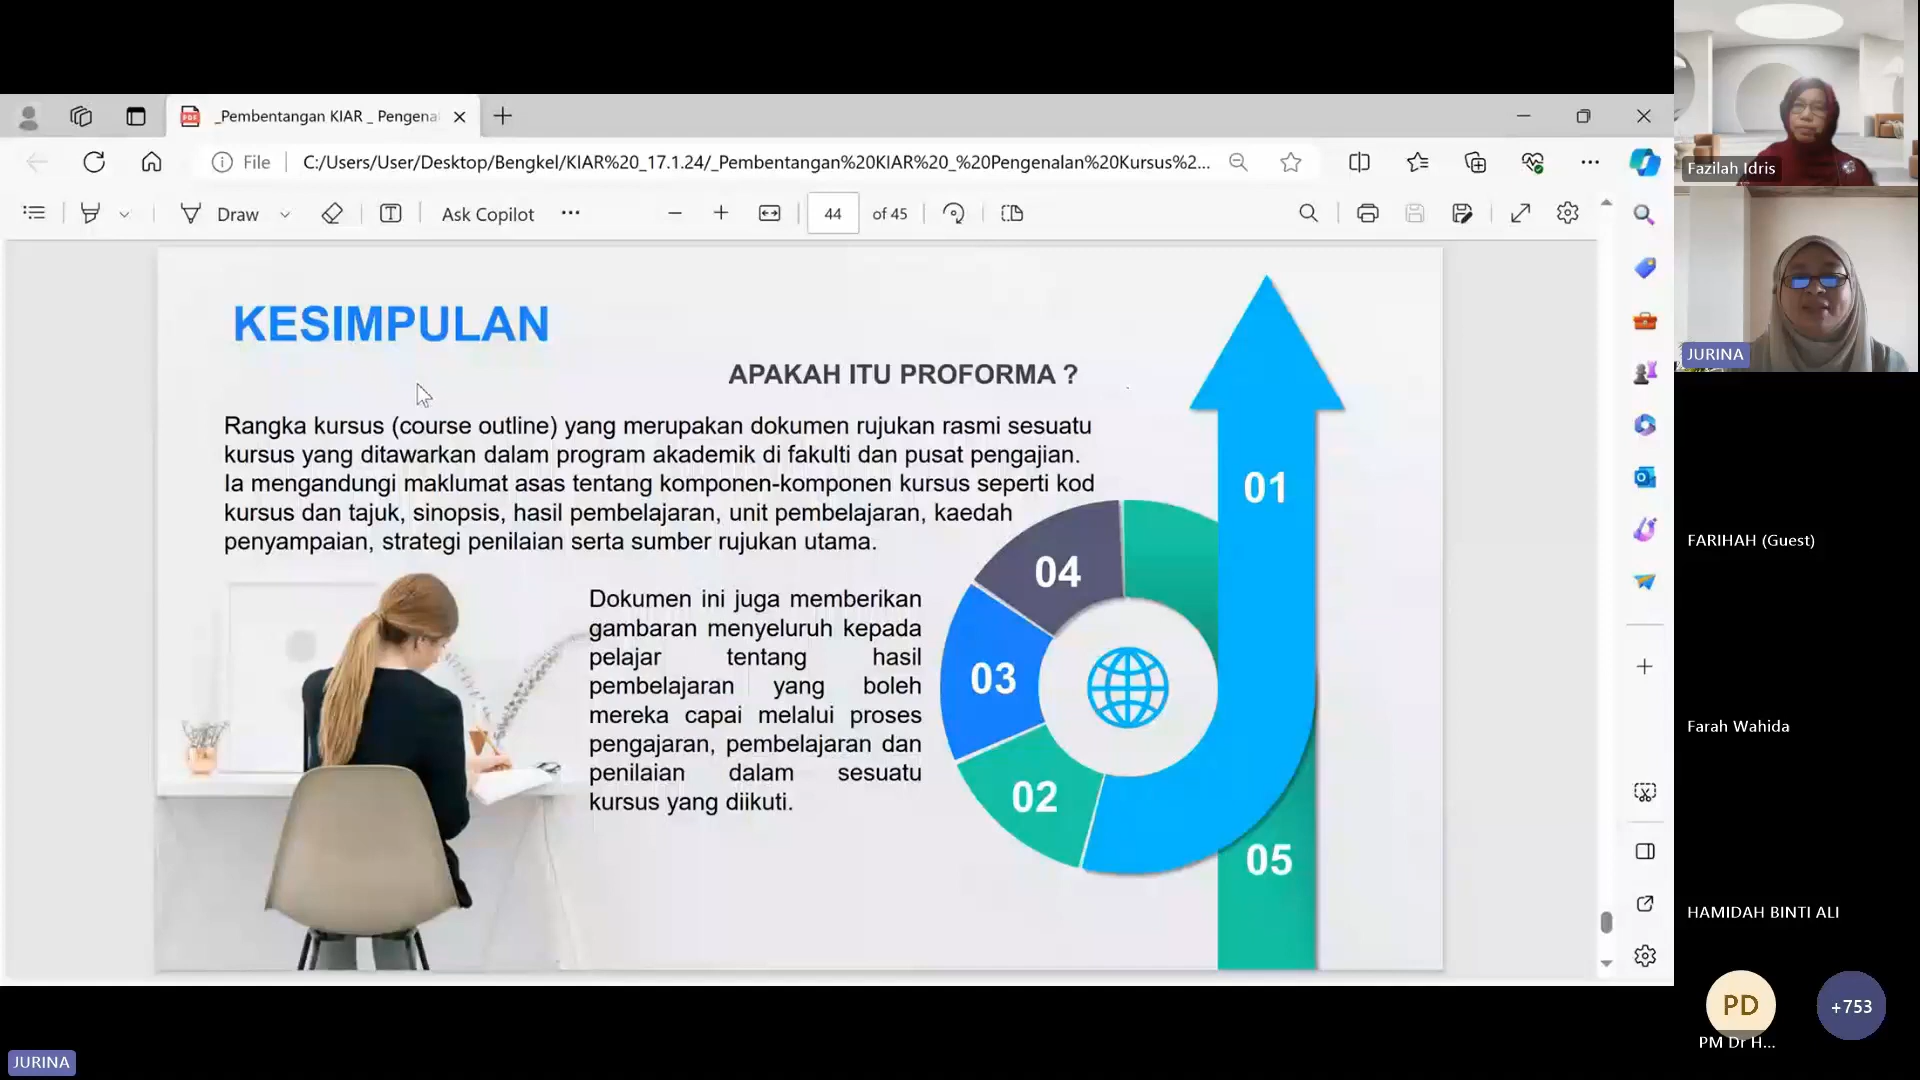 _Pembentangan KIAR _ Pengena
File
C:/Users/User/Desktop/Bengkel/KIAR%20_17.1.24/_Pembentangan%20KIAR%20_%20Pengenalan%20Kursus%2...
Draw
Ask Copilot
44
of 45
KESIMPULAN
APAKAH ITU PROFORMA ?
Rangka kursus (course outline) yang merupakan dokumen rujukan rasmi sesuatu
kursus yang ditawarkan dalam program akademik di fakulti dan pusat pengajian.
Ia mengandungi maklumat asas tentang komponen-komponen kursus seperti kod
kursus dan tajuk, sinopsis, hasil pembelajaran, unit pembelajaran, kaedah
penyampaian, strategi penilaian serta sumber rujukan utama.
Dokumen ini juga memberikan
gambaran menyeluruh kepada
pelajar tentang hasil
pembelajaran yang boleh
mereka capai melalui proses
pengajaran, pembelajaran dan
penilaian dalam sesuatu
kursus yang diikuti.
01
04
03
02
05
Fazilah Idris
JURINA
FARIHAH (Guest)
Farah Wahida
HAMIDAH BINTI ALI
PD
PM Dr H...
+753
JURINA